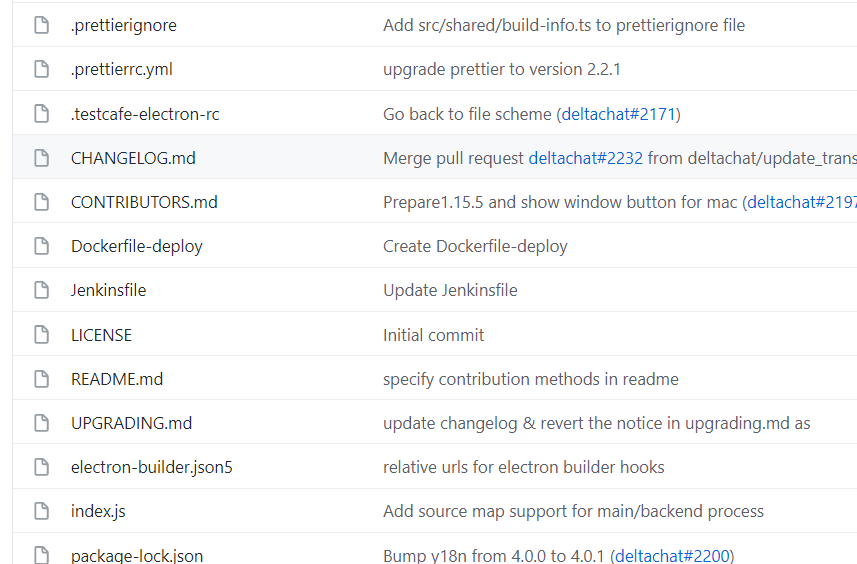 .prettierignore Add src/shared/build-info.ts to prettierignore file
.prettierrc.yml upgrade prettier to version 2.2.1
.testcafe-electron-rc Go back to file scheme (deltachat#2171)
CHANGELOG.md Merge pull request deltachat#2232 from deltachat/update_trans
CONTRIBUTORS.md Prepare1.15.5 and show window button for mac (deltachat#2197
Dockerfile-deploy Create Dockerfile-deploy
Jenkinsfile Update Jenkinsfile
LICENSE Initial commit
README.md specify contribution methods in readme
UPGRADING.md update changelog & revert the notice in upgrading.md as
electron-builder.json5 relative urls for electron builder hooks
index.js Add source map support for main/backend process
package-lock.json Bump y18n from 4.0.0 to 4.0.1 (deltachat#2200)